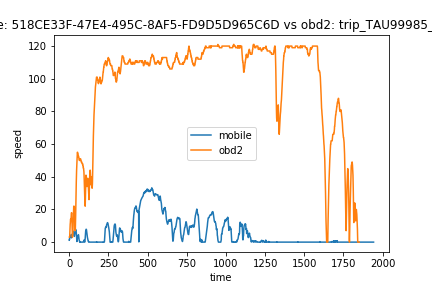 e: 518CE33F-47E4-495C-8AF5-FD9D5D965C6D vs obd2: trip_TAU99985_
120
100
80
60
40
20
0
speed
mobile
obd2
0 250 500 750 1000 1250 1500 1750 2000
time